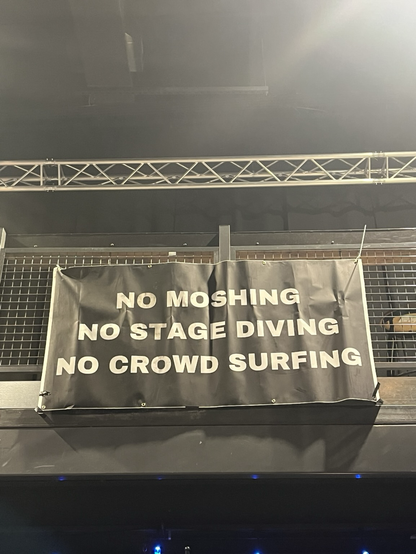 NO MOSHING
NO STAGE DIVING
NO CROWD SURFING